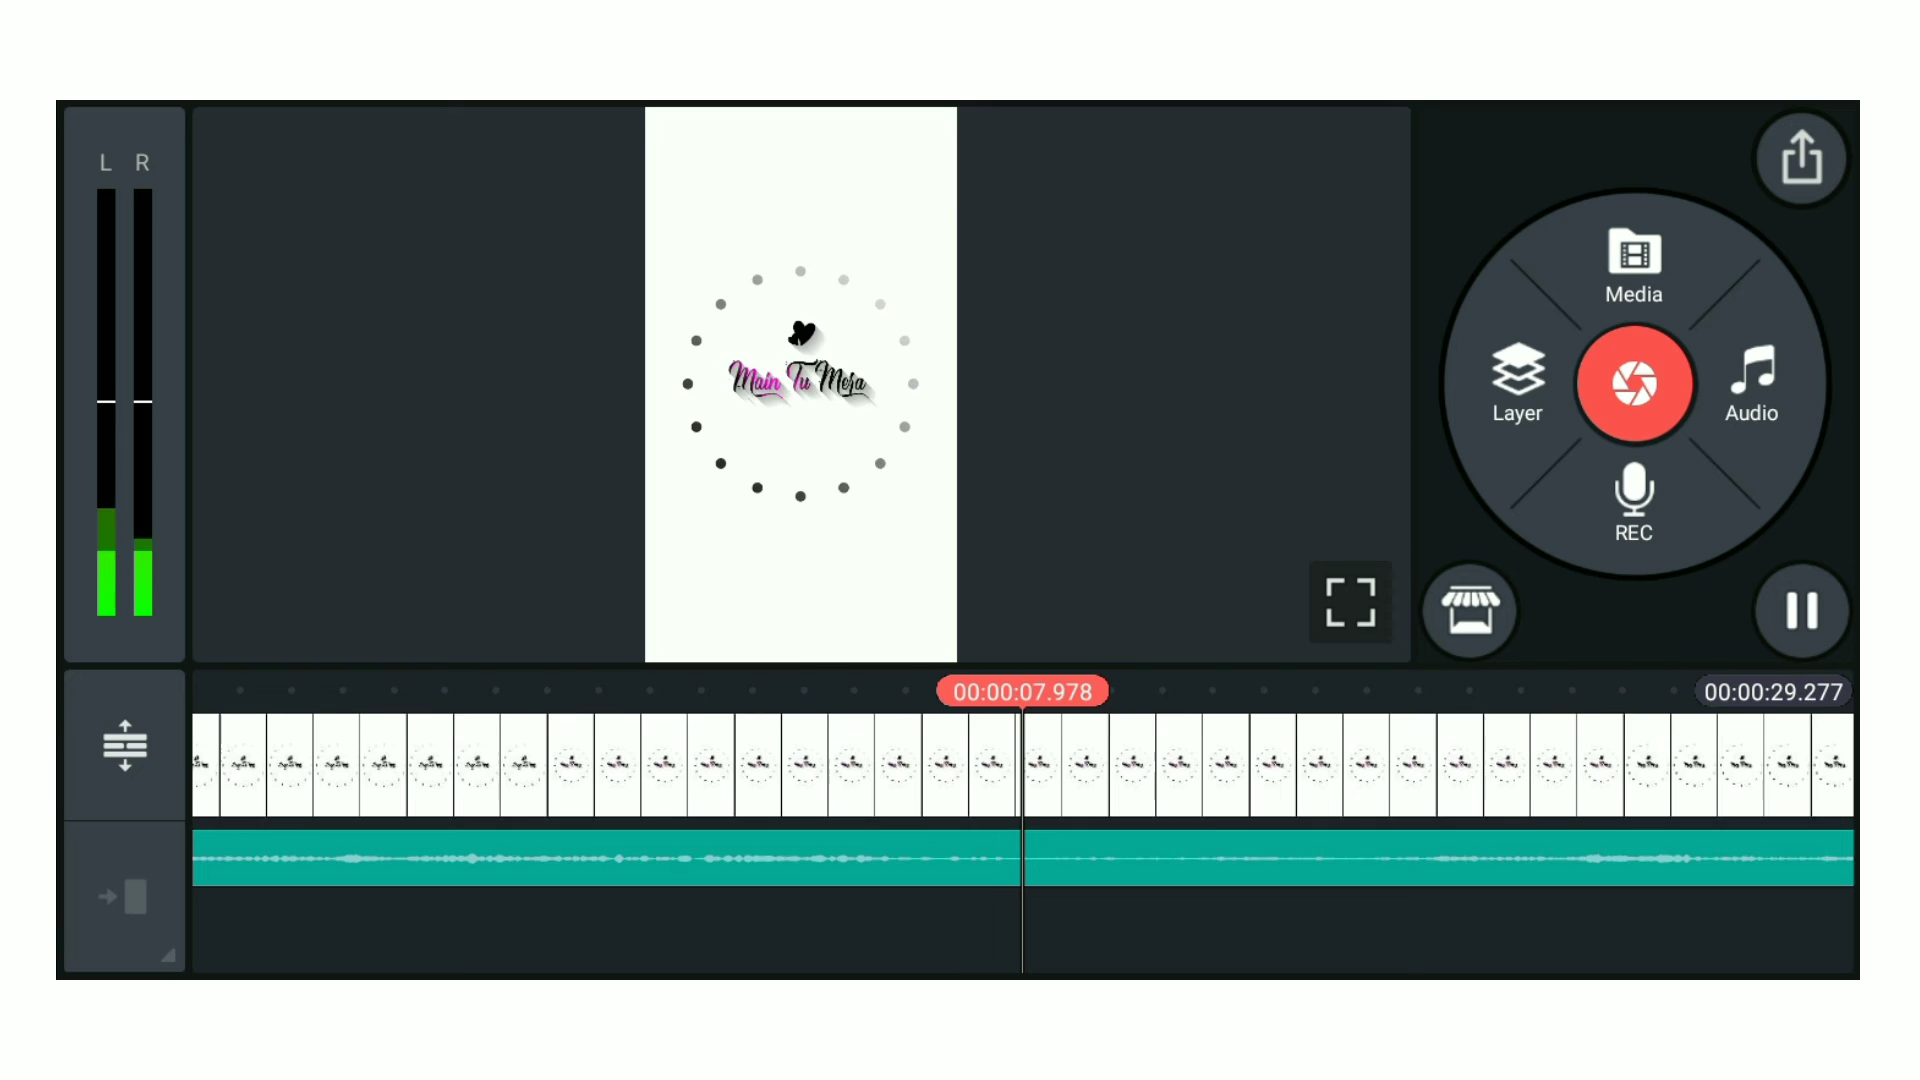 L R
Main Tu Mera
Media
Layer
Audio
REC
00:00:07.978
00:00:29.277